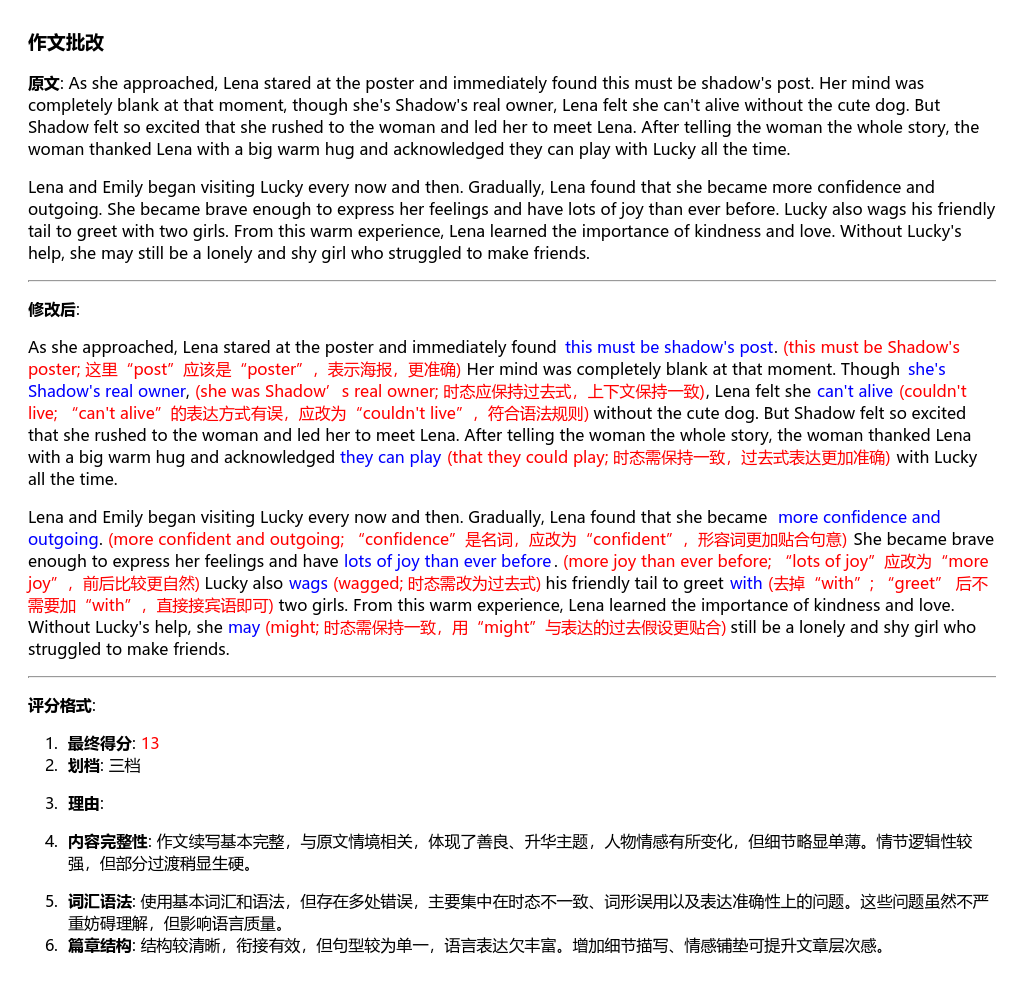 作文批改
原文: As she approached, Lena stared at the poster and immediately found this must be shadow's post. Her mind was
completely blank at that moment, though she's Shadow's real owner, Lena felt she can't alive without the cute dog. But
Shadow felt so excited that she rushed to the woman and led her to meet Lena. After telling the woman the whole story, the
woman thanked Lena with a big warm hug and acknowledged they can play with Lucky all the time.
Lena and Emily began visiting Lucky every now and then. Gradually, Lena found that she became more confidence and
outgoing. She became brave enough to express her feelings and have lots of joy than ever before. Lucky also wags his friendly
tail to greet with two girls. From this warm experience, Lena learned the importance of kindness and love. Without Lucky's
help, she may still be a lonely and shy girl who struggled to make friends.
修改后:
As she approached, Lena stared at the poster and immediately found this must be shadow's post. (this must be Shadow's
poster; 这里“post”应该是“poster”，表示海报，更准确) Her mind was completely blank at that moment. Though she's
Shadow's real owner, (she was Shadow’s real owner; 时态应保持过去式，上下文保持一致), Lena felt she can't alive (couldn't
live; “can't alive”的表达方式有误，应改为“couldn't live”，符合语法规则) without the cute dog. But Shadow felt so excited
that she rushed to the woman and led her to meet Lena. After telling the woman the whole story, the woman thanked Lena
with a big warm hug and acknowledged they can play (that they could play; 时态需保持一致，过去式表达更加准确) with Lucky
all the time.
Lena and Emily began visiting Lucky every now and then. Gradually, Lena found that she became more confidence and
outgoing. (more confident and outgoing; “confidence”是名词，应改为“confident”，形容词更加贴合句意) She became brave
enough to express her feelings and have lots of joy than ever before. (more joy than ever before; “lots of joy”应改为“more
joy”，前后比较更自然) Lucky also wags (wagged; 时态需改为过去式) his friendly tail to greet with (去掉“with”；“greet” 后不
需要加“with”，直接接宾语即可) two girls. From this warm experience, Lena learned the importance of kindness and love.
Without Lucky's help, she may (might; 时态需保持一致，用“might”与表达的过去假设更贴合) still be a lonely and shy girl who
struggled to make friends.
评分格式:
1. 最终得分: 13
2. 划档: 三档
3. 理由:
4. 内容完整性: 作文续写基本完整，与原文情境相关，体现了善良、升华主题，人物情感有所变化，但细节略显单薄。情节逻辑性较
强，但部分过渡稍显生硬。
5. 词汇语法: 使用基本词汇和语法，但存在多处错误，主要集中在时态不一致、词形误用以及表达准确性上的问题。这些问题虽然不严
重妨碍理解，但影响语言质量。
6. 篇章结构: 结构较清晰，衔接有效，但句型较为单一，语言表达欠丰富。增加细节描写、情感铺垫可提升文章层次感。